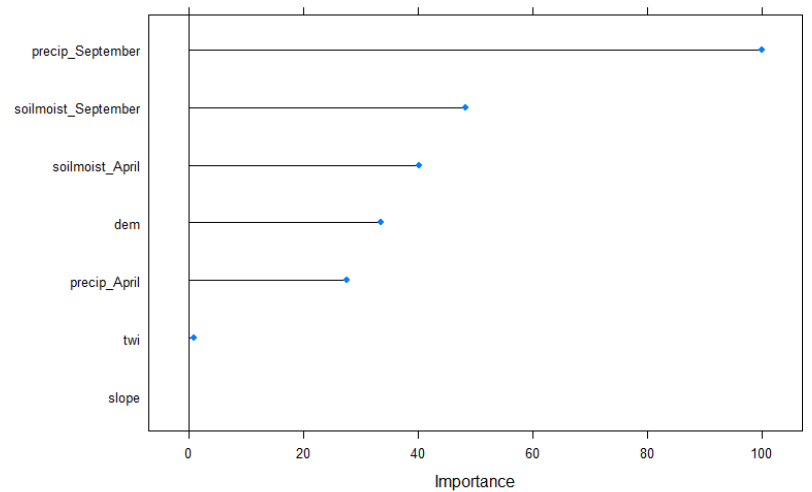 precip_September
soilmoist_September
soilmoist_April
dem
precip_April
twi
slope
0 20 40 60 80 100
Importance